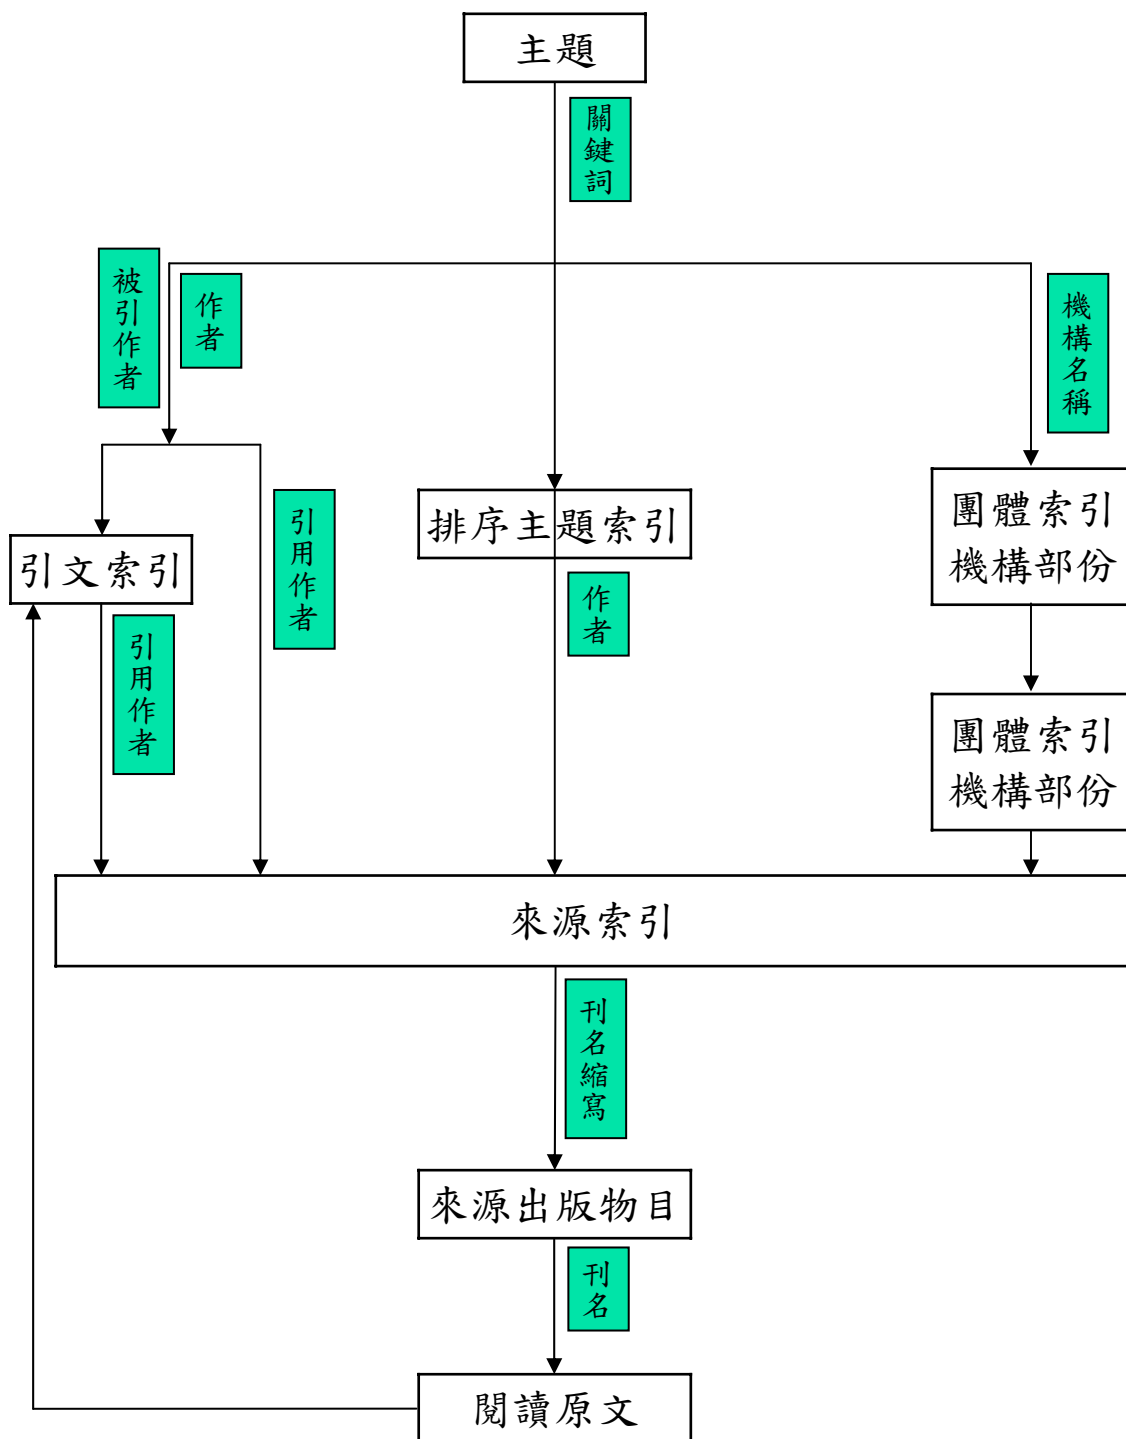 主題
關鍵詞
被引作者
作者
機構名稱
引文索引
引用作者
引用作者
排序主題索引
作者
團體索引
機構部份
團體索引
機構部份
來源索引
刊名縮寫
來源出版物目
刊名
閱讀原文